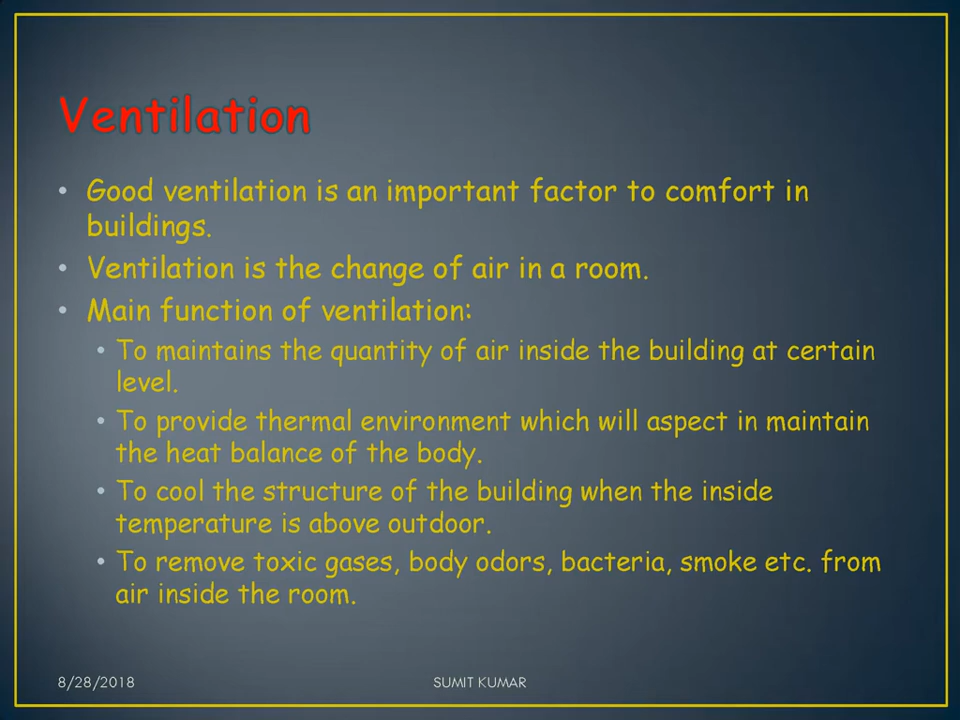 Ventilation
• Good ventilation is an important factor to comfort in
buildings.
• Ventilation is the change of air in a room.
• Main function of ventilation:
• To maintains the quantity of air inside the building at certain
level.
• To provide thermal environment which will aspect in maintain
the heat balance of the body.
• To cool the structure of the building when the inside
temperature is above outdoor.
• To remove toxic gases, body odors, bacteria, smoke etc. from
air inside the room.
8/28/2018 SUMIT KUMAR